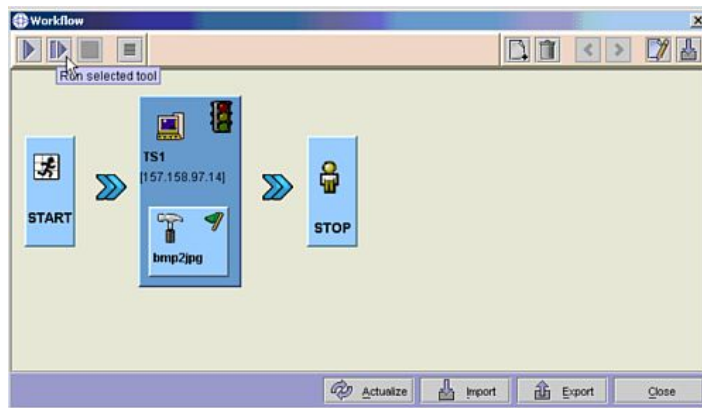 Workflow
Run selected tool
START
TS1
[157.158.97.14]
bmp2jpg
STOP
Actualize
Import
Export
Close